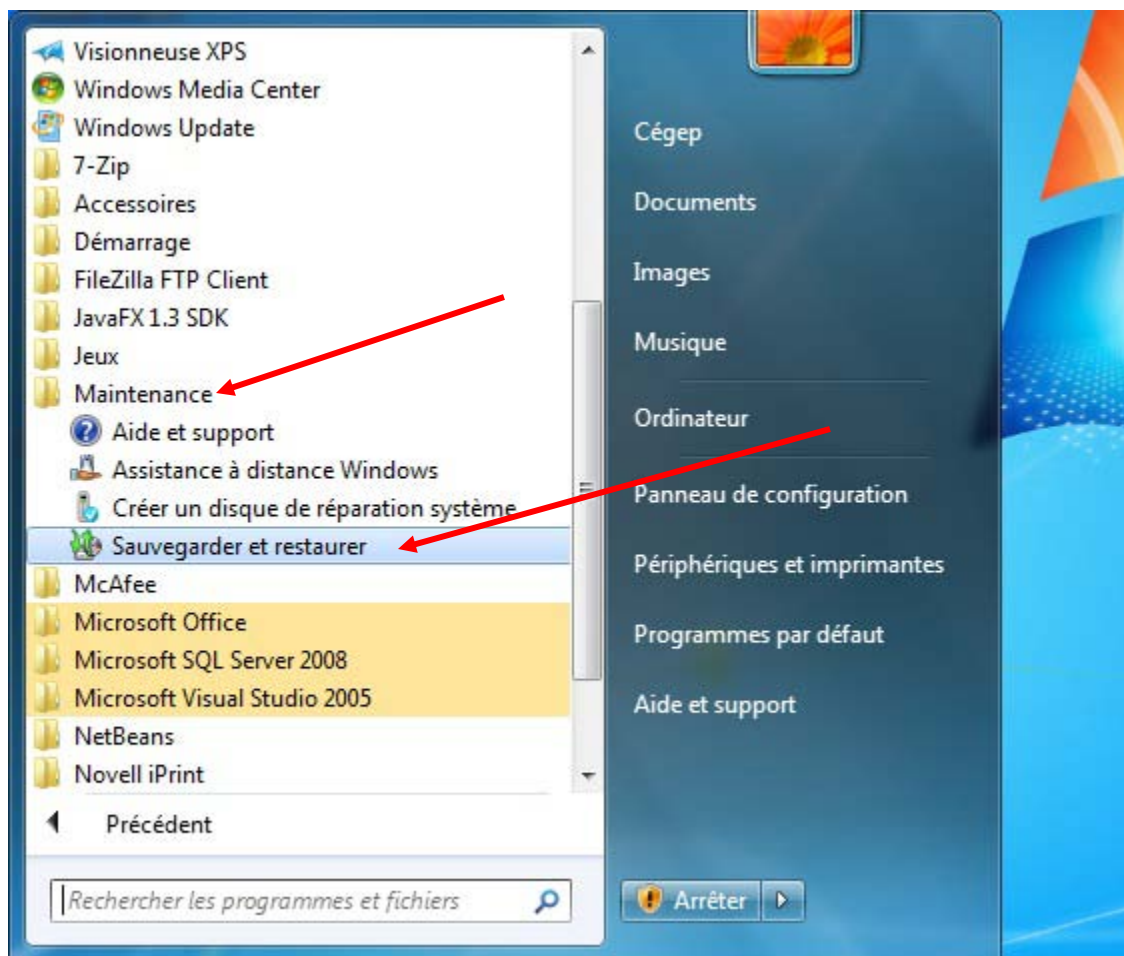 Visionneuse XPS
Windows Media Center
Windows Update
7-Zip
Accessoires
Démarrage
FileZilla FTP Client
JavaFX 1.3 SDK
Jeux
Maintenance
Aide et support
Assistance à distance Windows
Créer un disque de réparation système
Sauvegarder et restaurer
McAfee
Microsoft Office
Microsoft SQL Server 2008
Microsoft Visual Studio 2005
NetBeans
Novell iPrint
Précédent
Rechercher les programmes et fichiers
Cégep
Documents
Images
Musique
Ordinateur
Panneau de configuration
Périphériques et imprimantes
Programmes par défaut
Aide et support
Arrêter